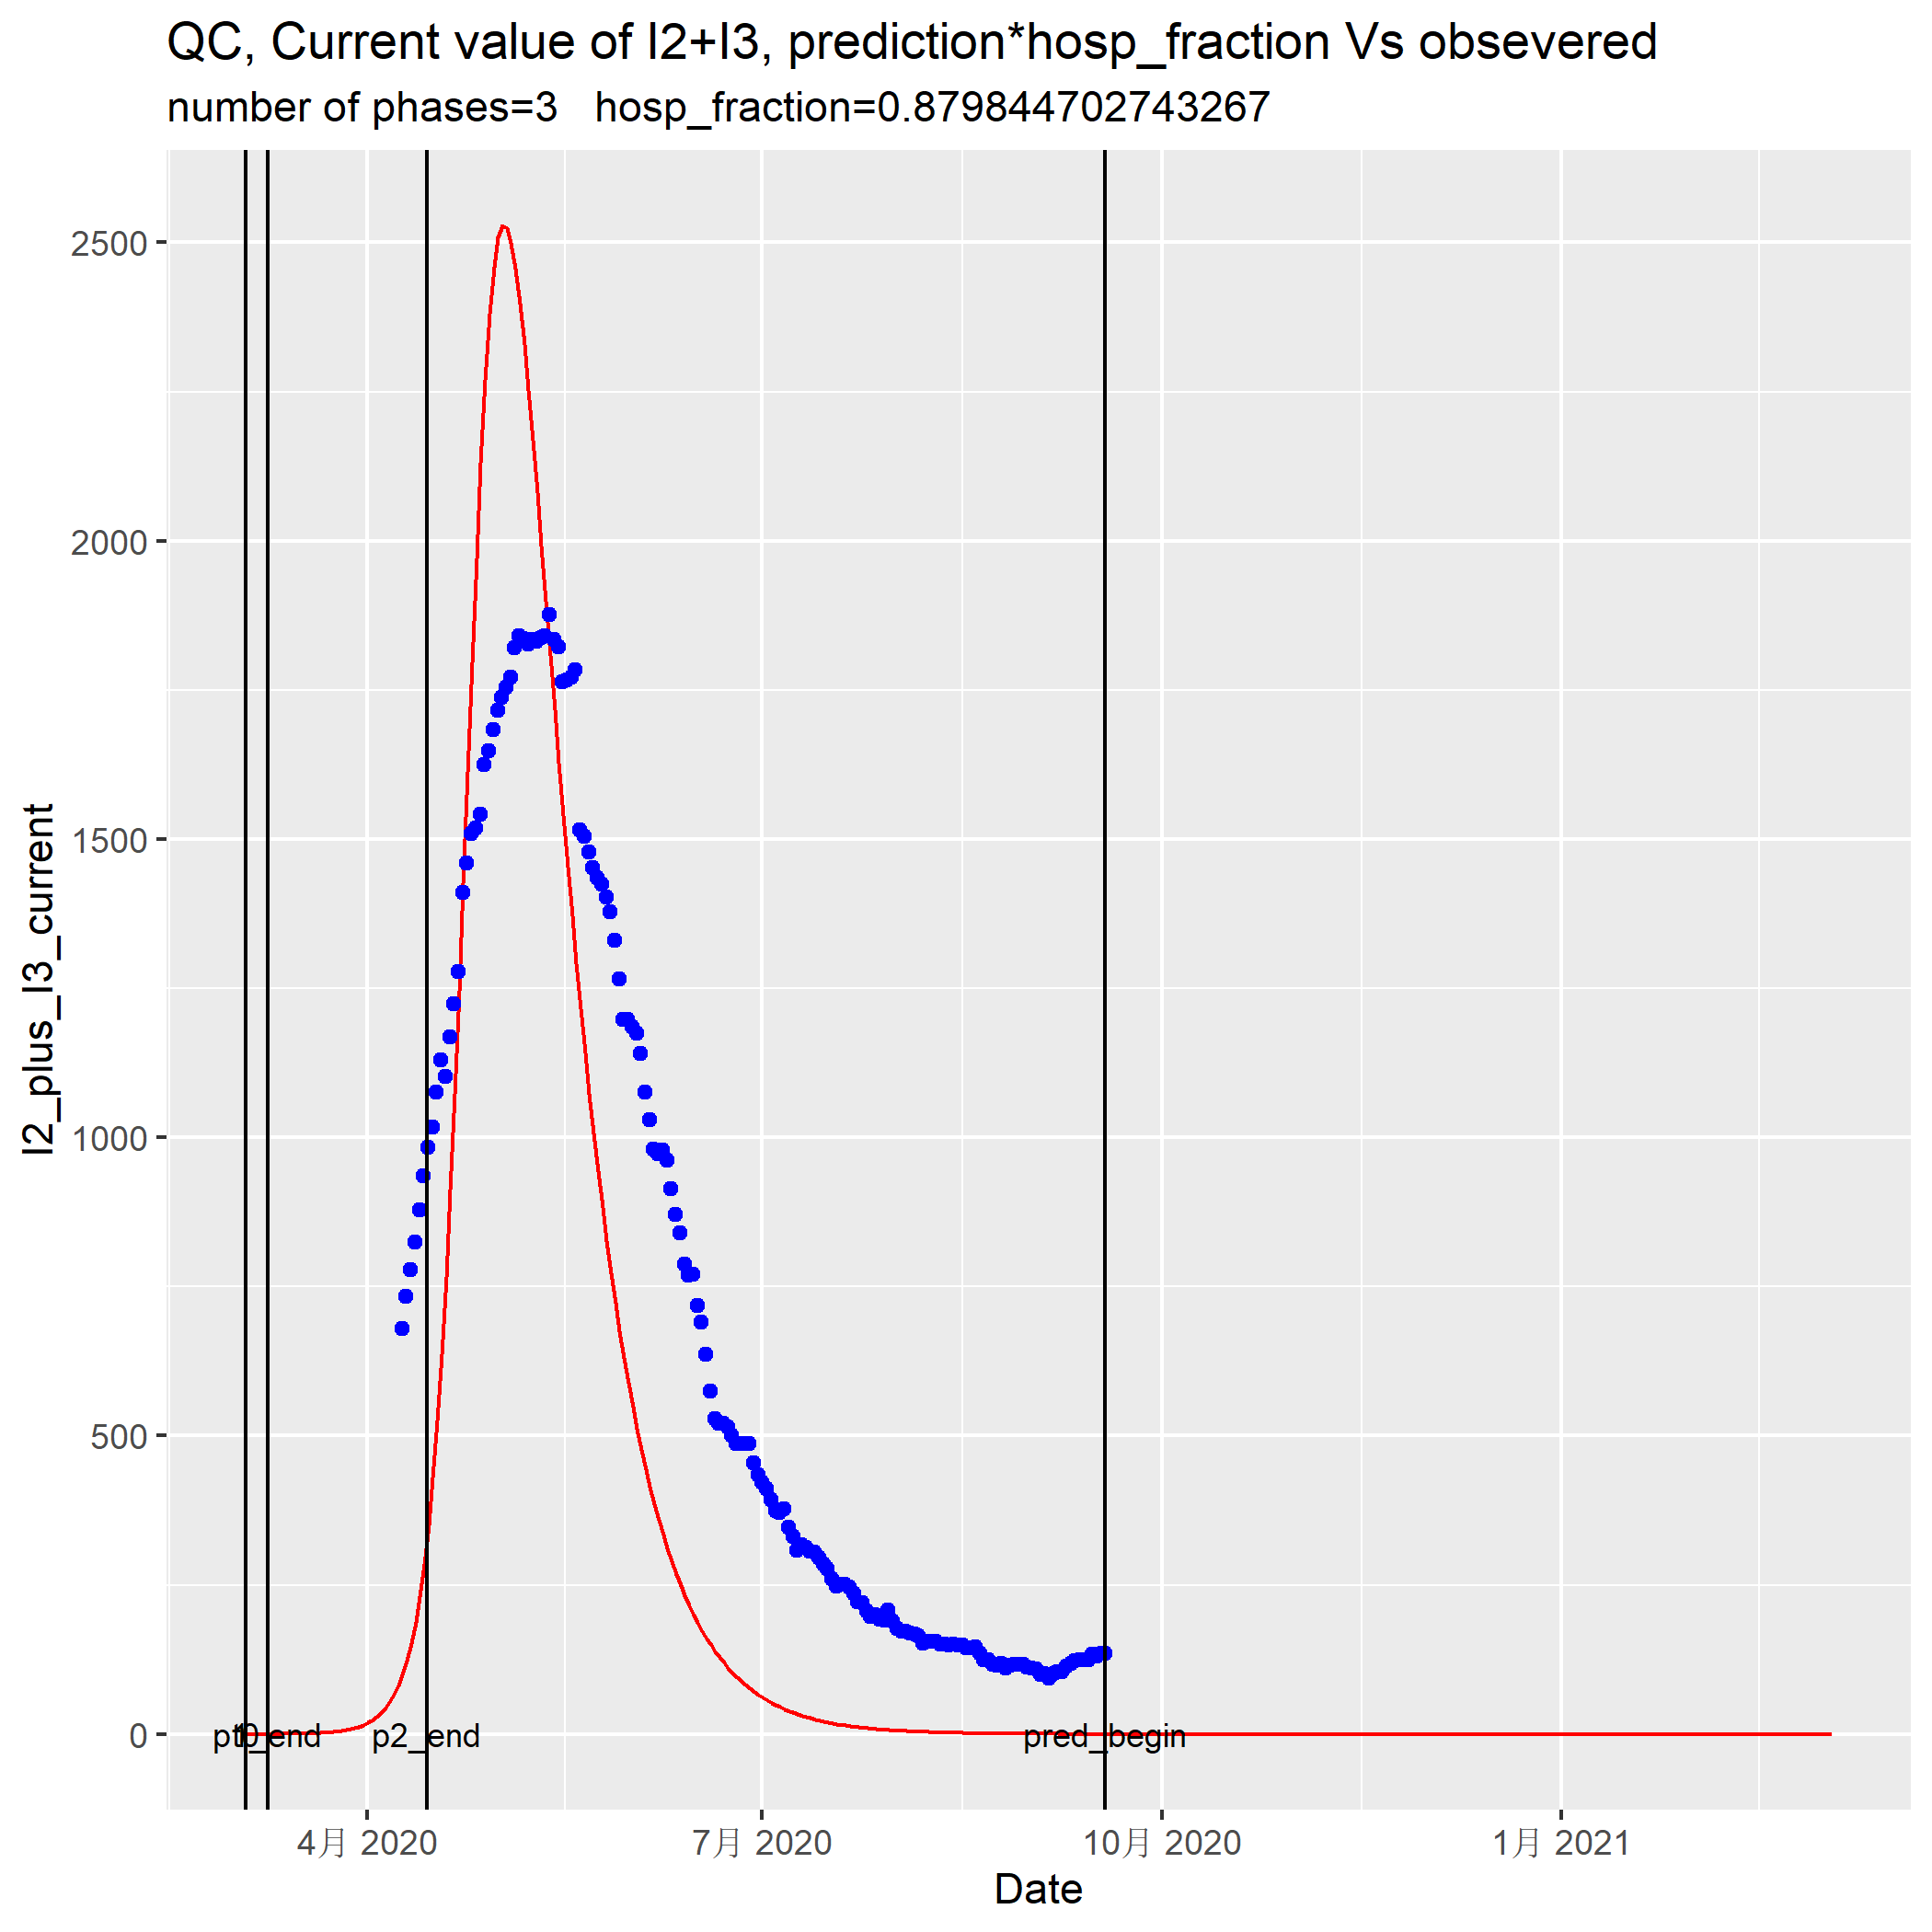 QC, Current value of I2+I3, prediction*hosp_fraction Vs obsevered
number of phases=3 hosp_fraction=0.879844702743267
I2_plus_I3_current
2500
2000
1500
1000
500
0
p2_end
pred_begin
4月 2020
7月 2020
10月 2020
1月 2021
Date